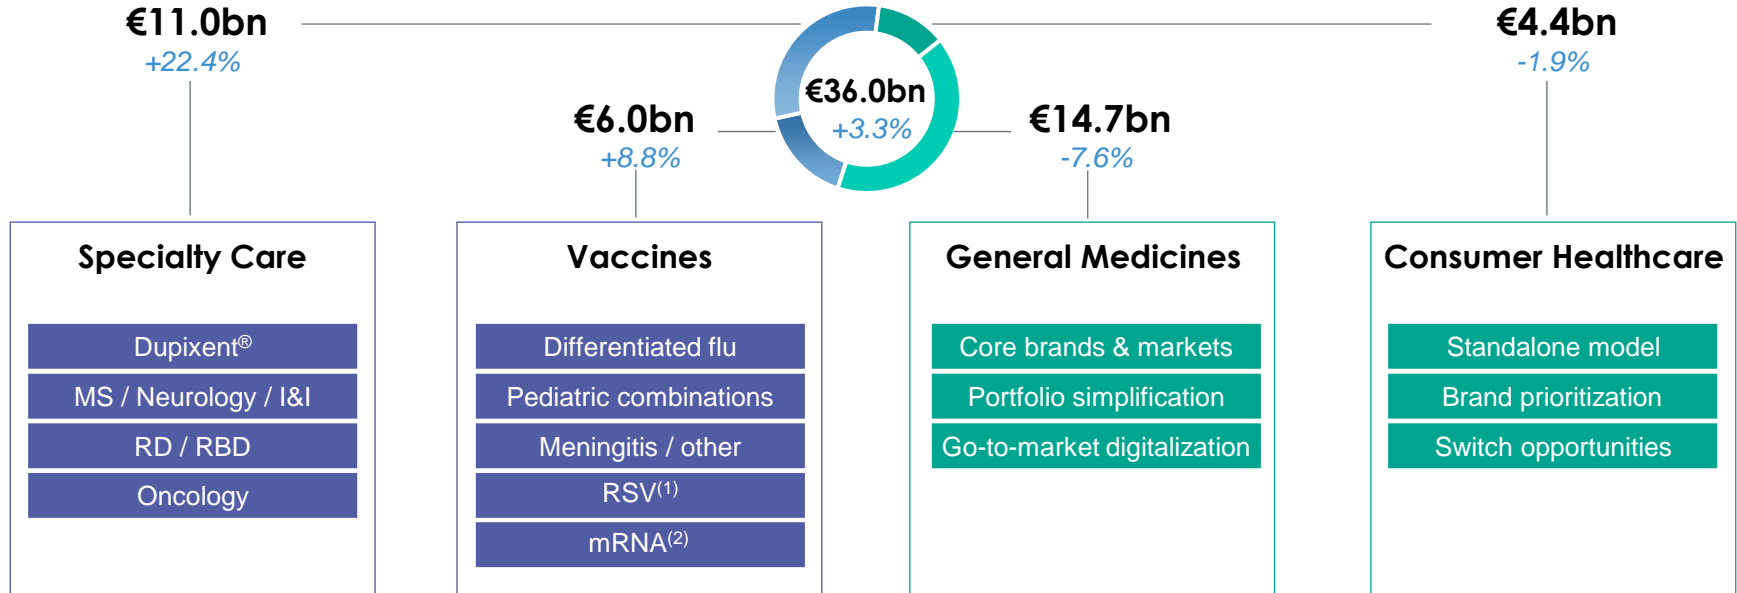 €11.0bn
+22.4%
€6.0bn
+8.8%
€36.0bn
+3.3%
€14.7bn
-7.6%
€4.4bn
-1.9%
Specialty Care
Dupixent®
MS / Neurology / I&I
RD / RBD
Oncology
Vaccines
Differentiated flu
Pediatric combinations
Meningitis / other
RSV(1)
mRNA(2)
General Medicines
Core brands & markets
Portfolio simplification
Go-to-market digitalization
Consumer Healthcare
Standalone model
Brand prioritization
Switch opportunities